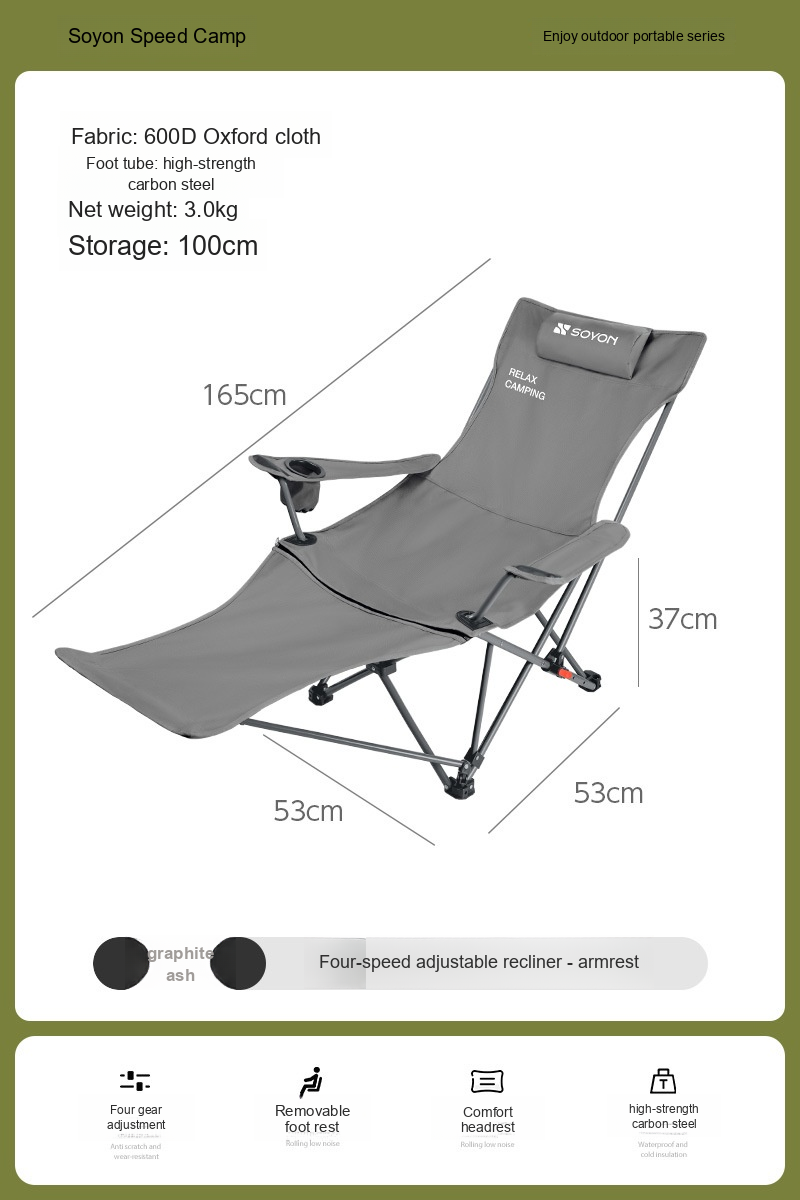 Soyon Speed Camp
Enjoy outdoor portable series
Fabric: 600D Oxford cloth
Foot tube: high-strength
carbon steel
Net weight: 3.0kg
Storage: 100cm
SOYON
RELAX
CAMPING
165cm
37cm
53cm
53cm
graphite
ash
Four-speed adjustable recliner - armrest
Four gear
adjustment
Anti scratch and
wear-resistant
Removable
foot rest
Rolling low noise
Comfort
headrest
Rolling low noise
T
high-strength
carbon steel
Waterproof and
cold insulation